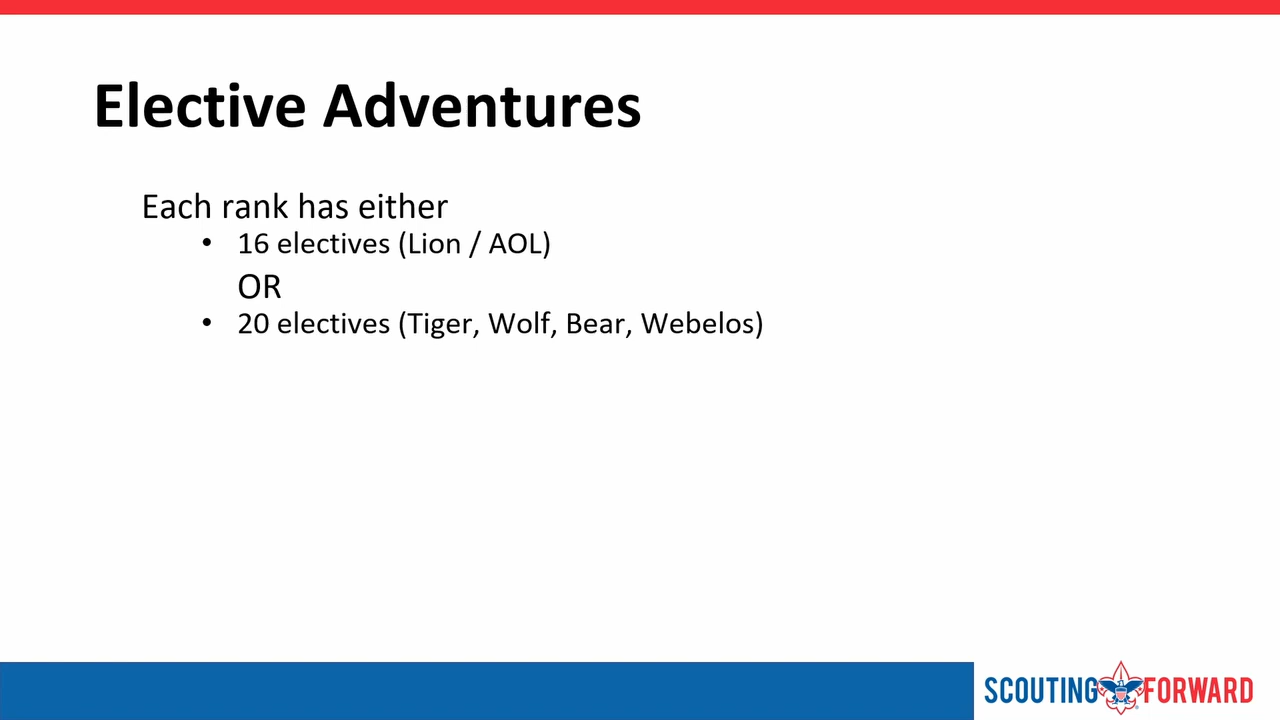 Elective Adventures
Each rank has either
• 16 electives (Lion / AOL)
OR
• 20 electives (Tiger, Wolf, Bear, Webelos)
SCOUTING FORWARD